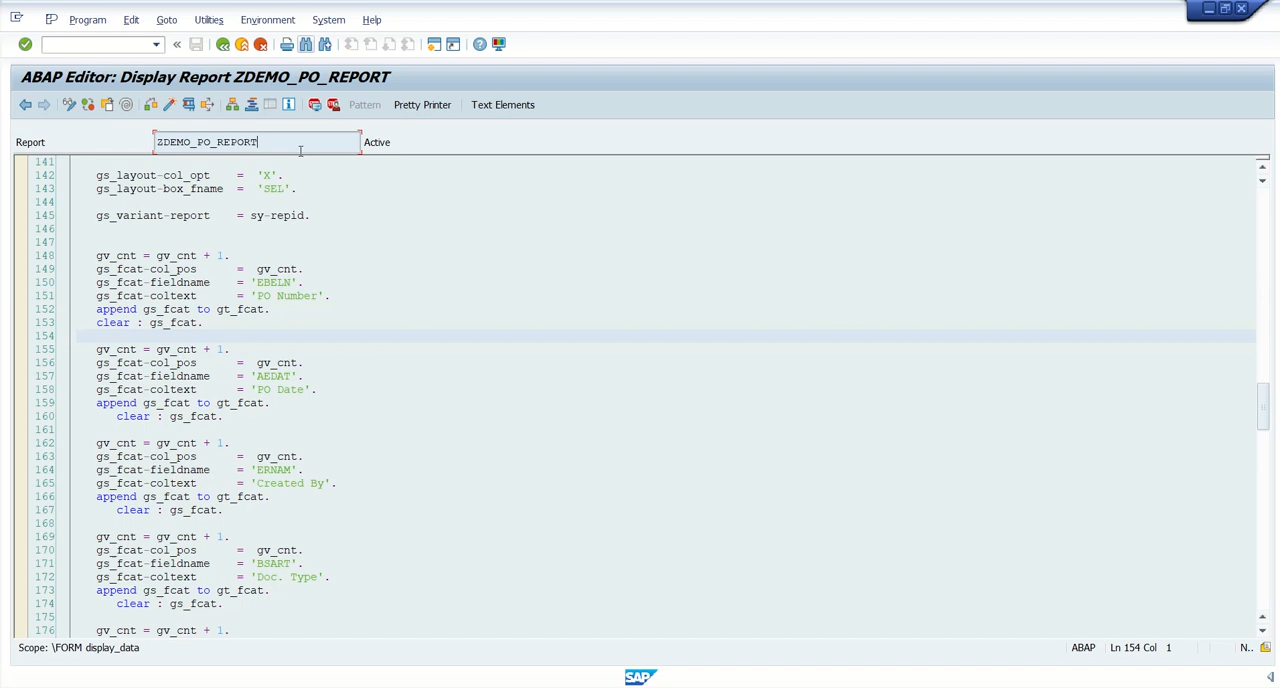 Program Edit Goto Utilities Environment System Help
ABAP Editor: Display Report ZDEMO_PO_REPORT
Pattern Pretty Printer Text Elements
Report ZDEMO_PO_REPORT Active
141
142 gs_layout-col_opt = 'X'.
143 gs_layout-box_fname = 'SEL'.
144
145 gs_variant-report = sy-repid.
146
147
148 gv_cnt = gv_cnt + 1.
149 gs_fcat-col_pos = gv_cnt.
150 gs_fcat-fieldname = 'EBELN'.
151 gs_fcat-coltext = 'PO Number'.
152 append gs_fcat to gt_fcat.
153 clear : gs_fcat.
154
155 gv_cnt = gv_cnt + 1.
156 gs_fcat-col_pos = gv_cnt.
157 gs_fcat-fieldname = 'AEDAT'.
158 gs_fcat-coltext = 'PO Date'.
159 append gs_fcat to gt_fcat.
160 clear : gs_fcat.
161
162 gv_cnt = gv_cnt + 1.
163 gs_fcat-col_pos = gv_cnt.
164 gs_fcat-fieldname = 'ERNAM'.
165 gs_fcat-coltext = 'Created By'.
166 append gs_fcat to gt_fcat.
167 clear : gs_fcat.
168
169 gv_cnt = gv_cnt + 1.
170 gs_fcat-col_pos = gv_cnt.
171 gs_fcat-fieldname = 'BSART'.
172 gs_fcat-coltext = 'Doc. Type'.
173 append gs_fcat to gt_fcat.
174 clear : gs_fcat.
175
176 gv_cnt = gv_cnt + 1.
Scope: \FORM display_data ABAP Ln 154 Col 1 N..
SAP